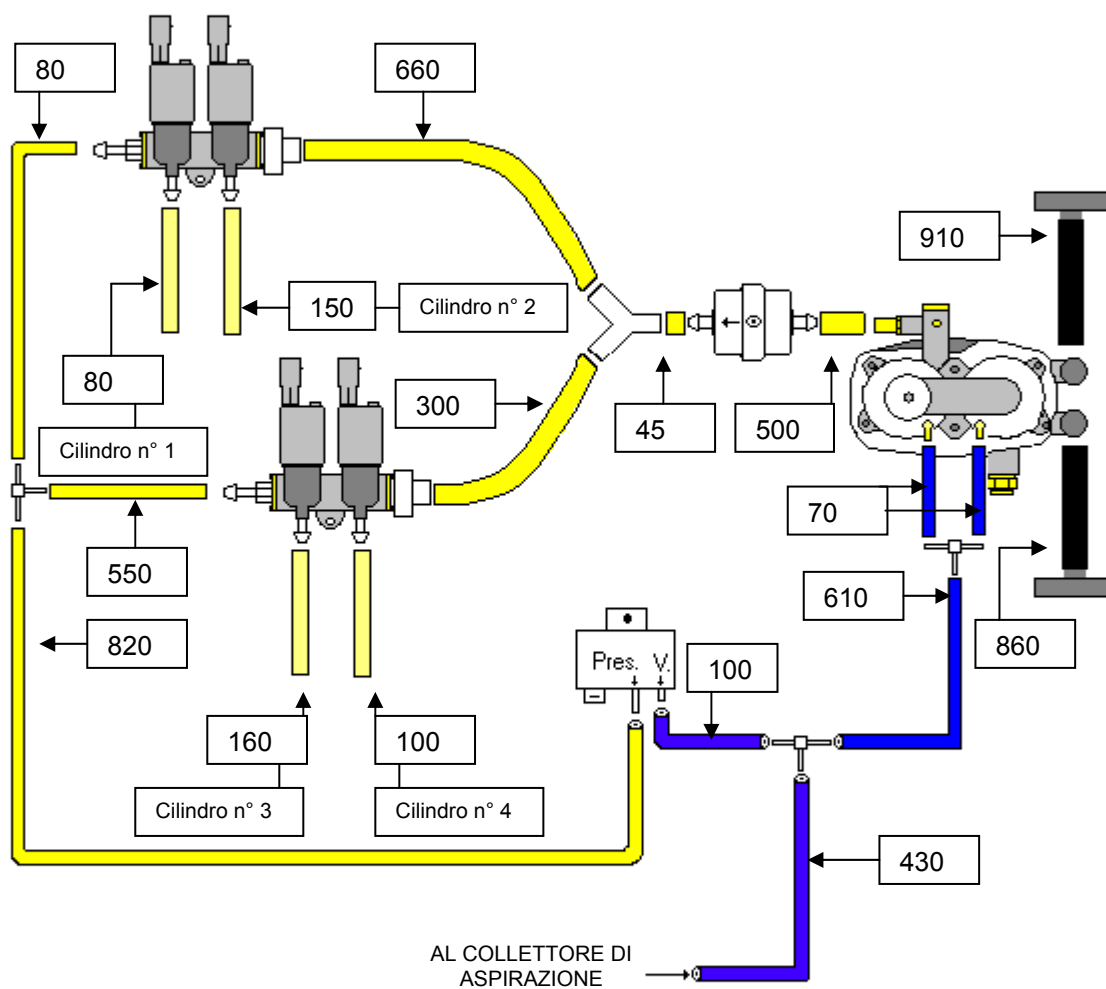 80
660
910
150
Cilindro n° 2
80
300
45
500
Cilindro n° 1
70
550
610
820
860
Pres. V.
100
160
100
Cilindro n° 3
Cilindro n° 4
430
AL COLLETTORE DI
ASPIRAZIONE